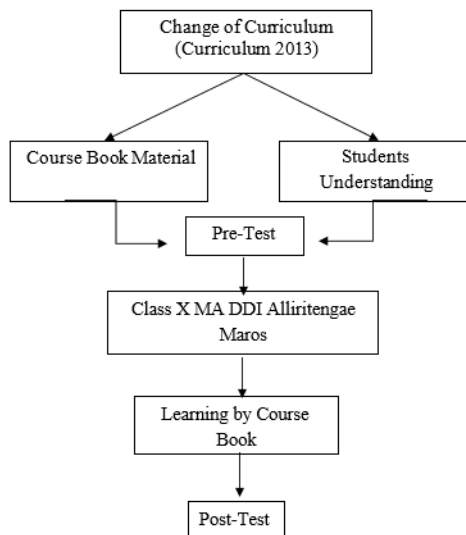 Change of Curriculum
(Curriculum 2013)
Course Book Material
Students
Understanding
Pre-Test
Class X MA DDI Alliritengae
Maros
Learning by Course
Book
Post-Test